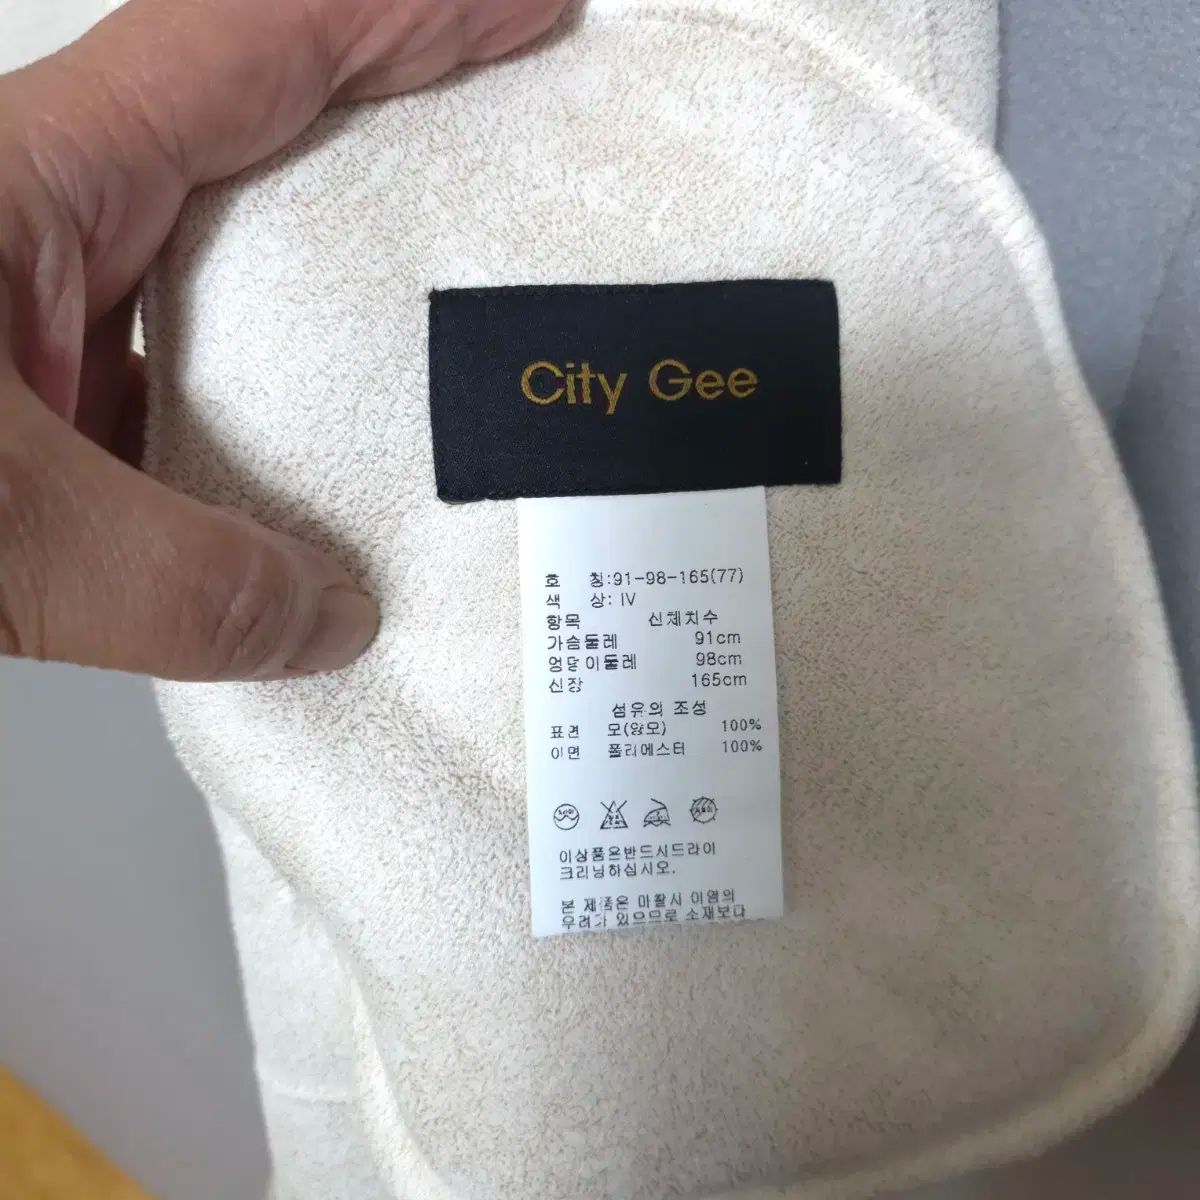 City Gee
호 칭:91-98-165(77)
색 상: IV
항목 신체치수
가슴둘레 91cm
엉덩이둘레 98cm
신장 165cm
섬유의 조성
표면 모(양모) 100%
이면 폴리에스터 100%
이상품은반드시드라이
크리닝하십시오.
본 제품은 마찰시 이염의
우려가 있으므로 소재보다